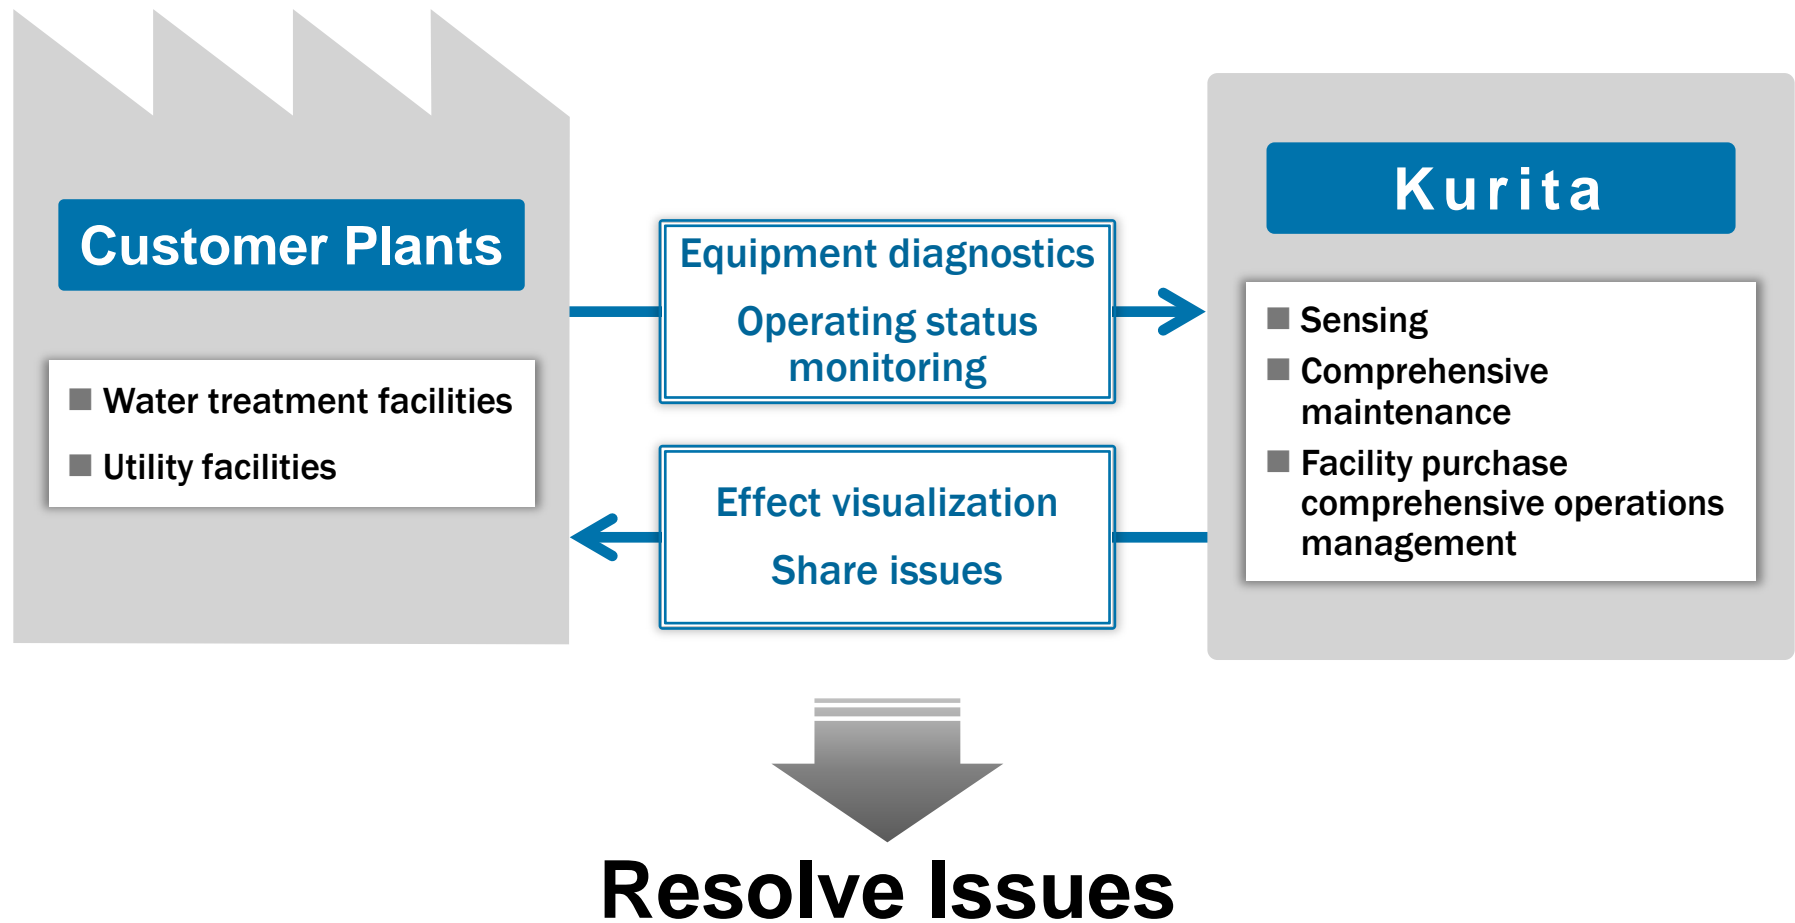 Customer Plants
Water treatment facilities
Utility facilities
Equipment diagnostics
Operating status
monitoring
Effect visualization
Share issues
Kurita
Sensing
Comprehensive
maintenance
Facility purchase
comprehensive operations
management
Resolve Issues